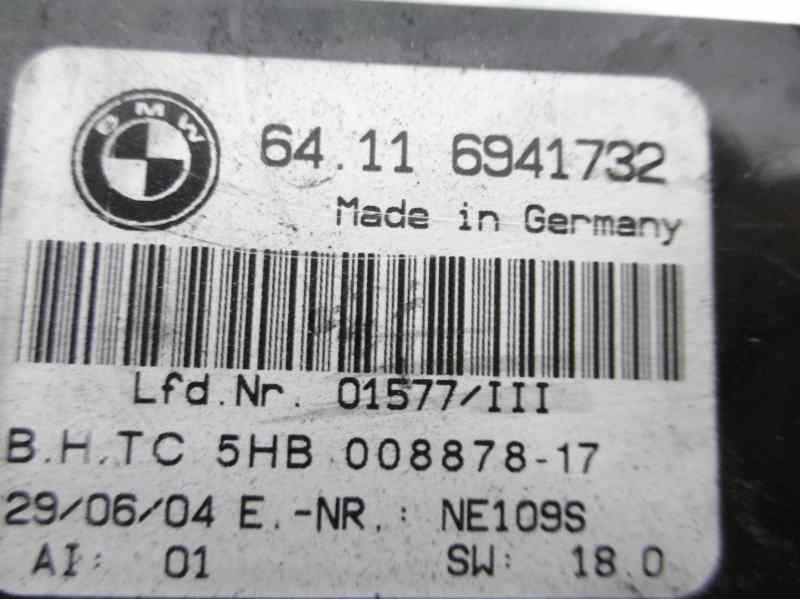 BMW
64.11 6941732
Made in Germany
Lfd.Nr. 01577/III
B.H.TC 5HB 008878-17
29/06/04 E.-NR.: NE109S
AI: 01 SW: 18.0